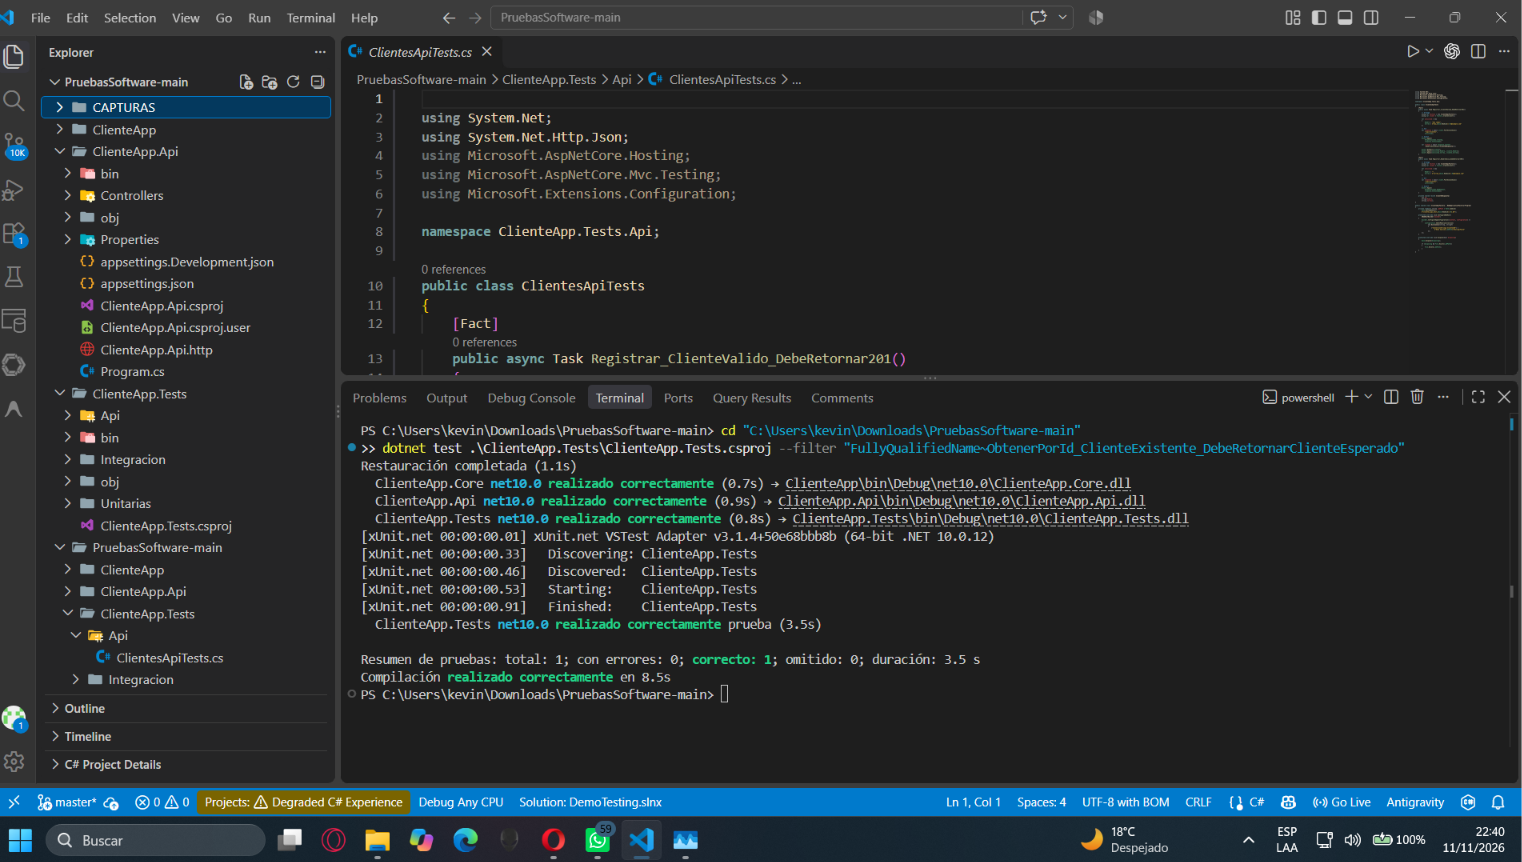 File Edit Selection View Go Run Terminal Help
PruebasSoftware-main
Explorer
PruebasSoftware-main
CAPTURAS
ClienteApp
ClienteApp.Api
bin
Controllers
obj
Properties
appsettings.Development.json
appsettings.json
ClienteApp.Api.csproj
ClienteApp.Api.csproj.user
ClienteApp.Api.http
Program.cs
ClienteApp.Tests
Api
bin
Integracion
obj
Unitarias
ClienteApp.Tests.csproj
PruebasSoftware-main
ClienteApp
ClienteApp.Api
ClienteApp.Tests
Api
ClientesApiTests.cs
Integracion
Outline
Timeline
C# Project Details
10K
1
1
ClientesApiTests.cs
PruebasSoftware-main > ClienteApp.Tests > Api > ClientesApiTests.cs > ...
1
2 using System.Net;
3 using System.Net.Http.Json;
4 using Microsoft.AspNetCore.Hosting;
5 using Microsoft.AspNetCore.Mvc.Testing;
6 using Microsoft.Extensions.Configuration;
7
8 namespace ClienteApp.Tests.Api;
9
0 references
10 public class ClientesApiTests
11 {
12 [Fact]
0 references
13 public async Task Registrar_ClienteValido_DebeRetornar201()
Problems Output Debug Console Terminal Ports Query Results Comments
powershell
PS C:\Users\kevin\Downloads\PruebasSoftware-main> cd "C:\Users\kevin\Downloads\PruebasSoftware-main"
>> dotnet test .\ClienteApp.Tests\ClienteApp.Tests.csproj --filter "FullyQualifiedName~ObtenerPorId_ClienteExistente_DebeRetornarClienteEsperado"
Restauración completada (1.1s)
ClienteApp.Core net10.0 realizado correctamente (0.7s) → ClienteApp\bin\Debug\net10.0\ClienteApp.Core.dll
ClienteApp.Api net10.0 realizado correctamente (0.9s) → ClienteApp.Api\bin\Debug\net10.0\ClienteApp.Api.dll
ClienteApp.Tests net10.0 realizado correctamente (0.8s) → ClienteApp.Tests\bin\Debug\net10.0\ClienteApp.Tests.dll
[xUnit.net 00:00:00.01] xUnit.net VSTest Adapter v3.1.4+50e68bbb8b (64-bit .NET 10.0.12)
[xUnit.net 00:00:00.33] Discovering: ClienteApp.Tests
[xUnit.net 00:00:00.46] Discovered: ClienteApp.Tests
[xUnit.net 00:00:00.53] Starting: ClienteApp.Tests
[xUnit.net 00:00:00.91] Finished: ClienteApp.Tests
ClienteApp.Tests net10.0 realizado correctamente prueba (3.5s)
Resumen de pruebas: total: 1; con errores: 0; correcto: 1; omitido: 0; duración: 3.5 s
Compilación realizado correctamente en 8.5s
PS C:\Users\kevin\Downloads\PruebasSoftware-main>
master* 0 0 Projects: Degraded C# Experience Debug Any CPU Solution: DemoTesting.slnx Ln 1, Col 1 Spaces: 4 UTF-8 with BOM CRLF C# Go Live Antigravity
Buscar
59
18°C
Despejado
ESP
LAA
100%
22:40
11/11/2026